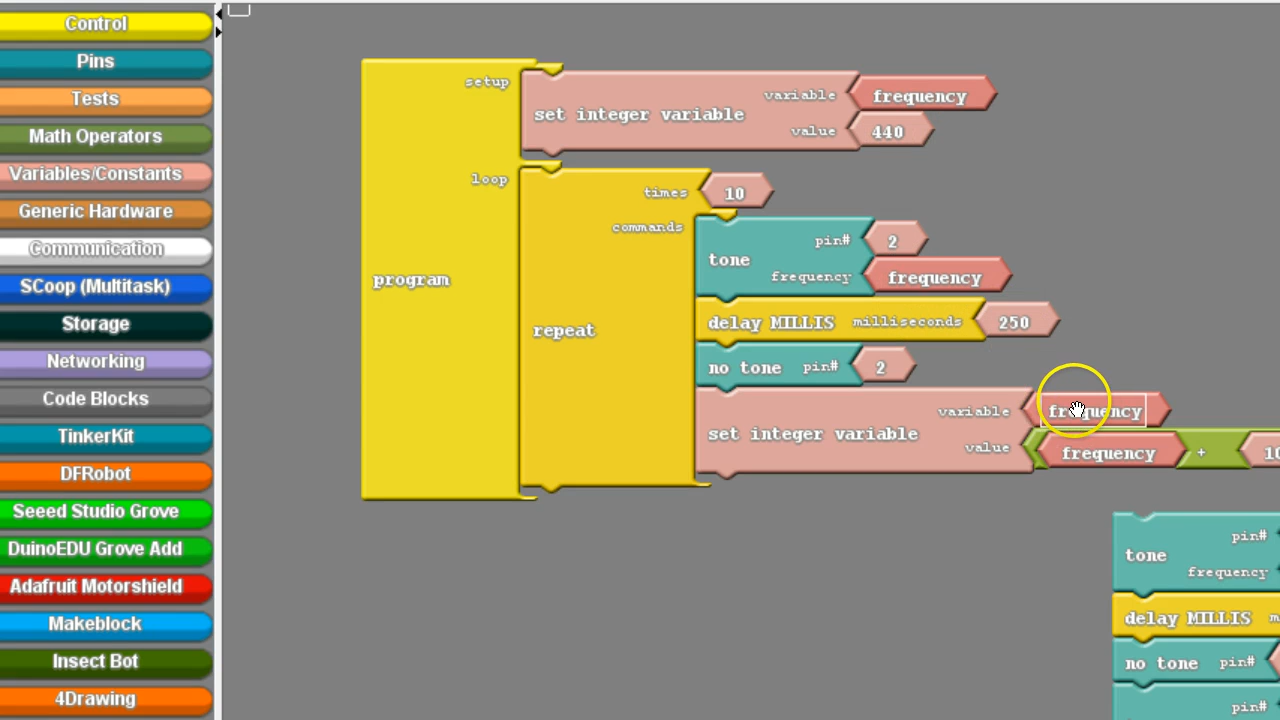 Control
Pins
Tests
Math Operators
Variables/Constants
Generic Hardware
Communication
SCoop (Multitask)
Storage
Networking
Code Blocks
TinkerKit
DFRobot
Seeed Studio Grove
DuinoEDU Grove Add
Adafruit Motorshield
Makeblock
Insect Bot
4Drawing
program
setup
set integer variable
variable frequency
value 440
loop
repeat
times 10
commands
tone
pin# 2
frequency frequency
delay MILLIS milliseconds 250
no tone pin# 2
set integer variable
variable frequency
value frequency +
tone
pin#
frequency
delay MILLIS
no tone pin#
pin#